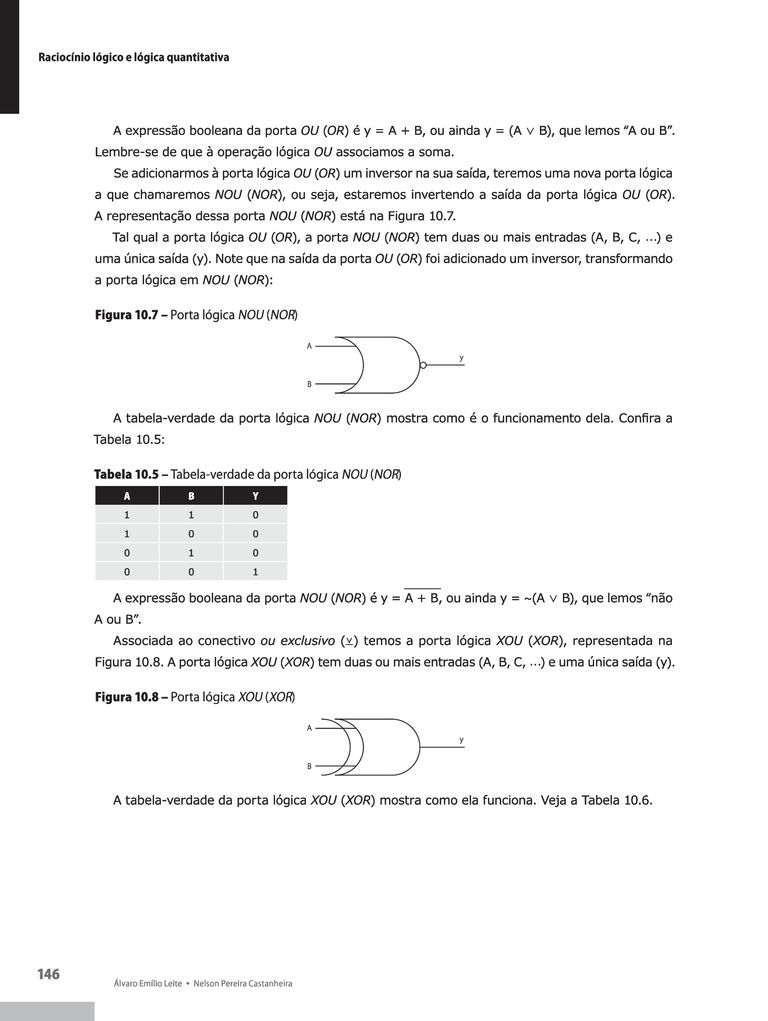 Raciocínio lógico e lógica quantitativa
A expressão booleana da porta OU (OR) é y = A + B, ou ainda y = (A ∨ B), que lemos “A ou B”.
Lembre-se de que à operação lógica OU associamos a soma.
Se adicionarmos à porta lógica OU (OR) um inversor na sua saída, teremos uma nova porta lógica
a que chamaremos NOU (NOR), ou seja, estaremos invertendo a saída da porta lógica OU (OR).
A representação dessa porta NOU (NOR) está na Figura 10.7.
Tal qual a porta lógica OU (OR), a porta NOU (NOR) tem duas ou mais entradas (A, B, C, ...) e
uma única saída (y). Note que na saída da porta OU (OR) foi adicionado um inversor, transformando
a porta lógica em NOU (NOR):
Figura 10.7 – Porta lógica NOU (NOR)
A
y
B
A tabela-verdade da porta lógica NOU (NOR) mostra como é o funcionamento dela. Confira a
Tabela 10.5:
Tabela 10.5 – Tabela-verdade da porta lógica NOU (NOR)
A B Y
1 1 0
1 0 0
0 1 0
0 0 1
A expressão booleana da porta NOU (NOR) é y = A̅ ̅+̅ ̅B̅, ou ainda y = ~(A ∨ B), que lemos “não
A ou B”.
Associada ao conectivo ou exclusivo (⊻) temos a porta lógica XOU (XOR), representada na
Figura 10.8. A porta lógica XOU (XOR) tem duas ou mais entradas (A, B, C, ...) e uma única saída (y).
Figura 10.8 – Porta lógica XOU (XOR)
A
y
B
A tabela-verdade da porta lógica XOU (XOR) mostra como ela funciona. Veja a Tabela 10.6.
146
Álvaro Emílio Leite • Nelson Pereira Castanheira